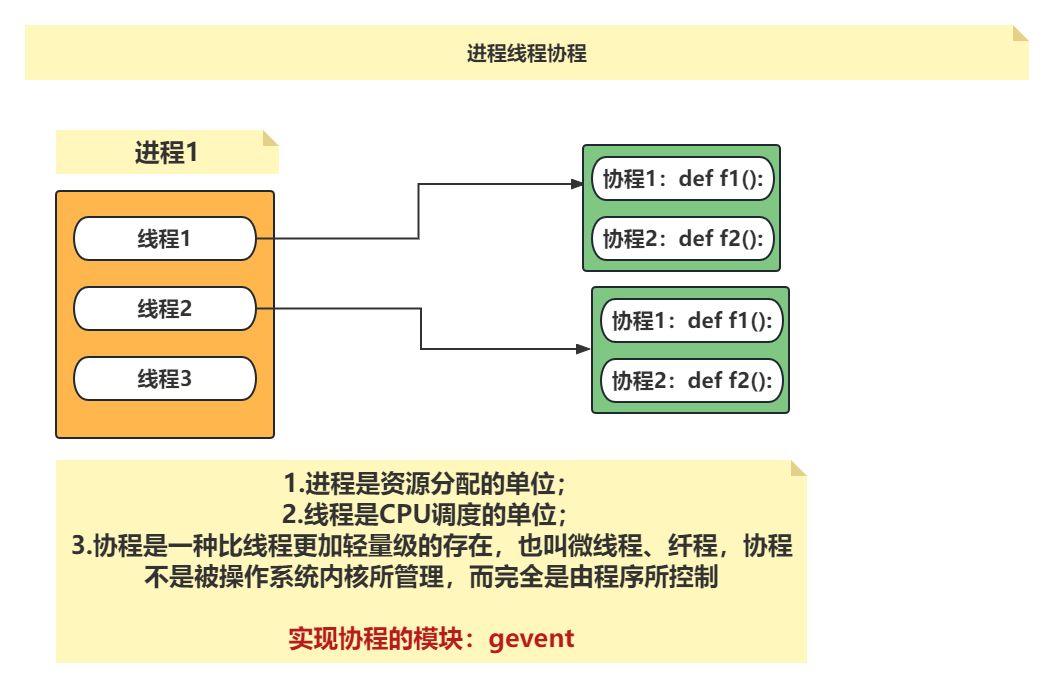 进程线程协程
进程1
线程1
线程2
线程3
协程1：def f1():
协程2：def f2():
协程1：def f1():
协程2：def f2():
1.进程是资源分配的单位；
2.线程是CPU调度的单位；
3.协程是一种比线程更加轻量级的存在，也叫微线程、纤程，协程
不是被操作系统内核所管理，而完全是由程序所控制
实现协程的模块：gevent